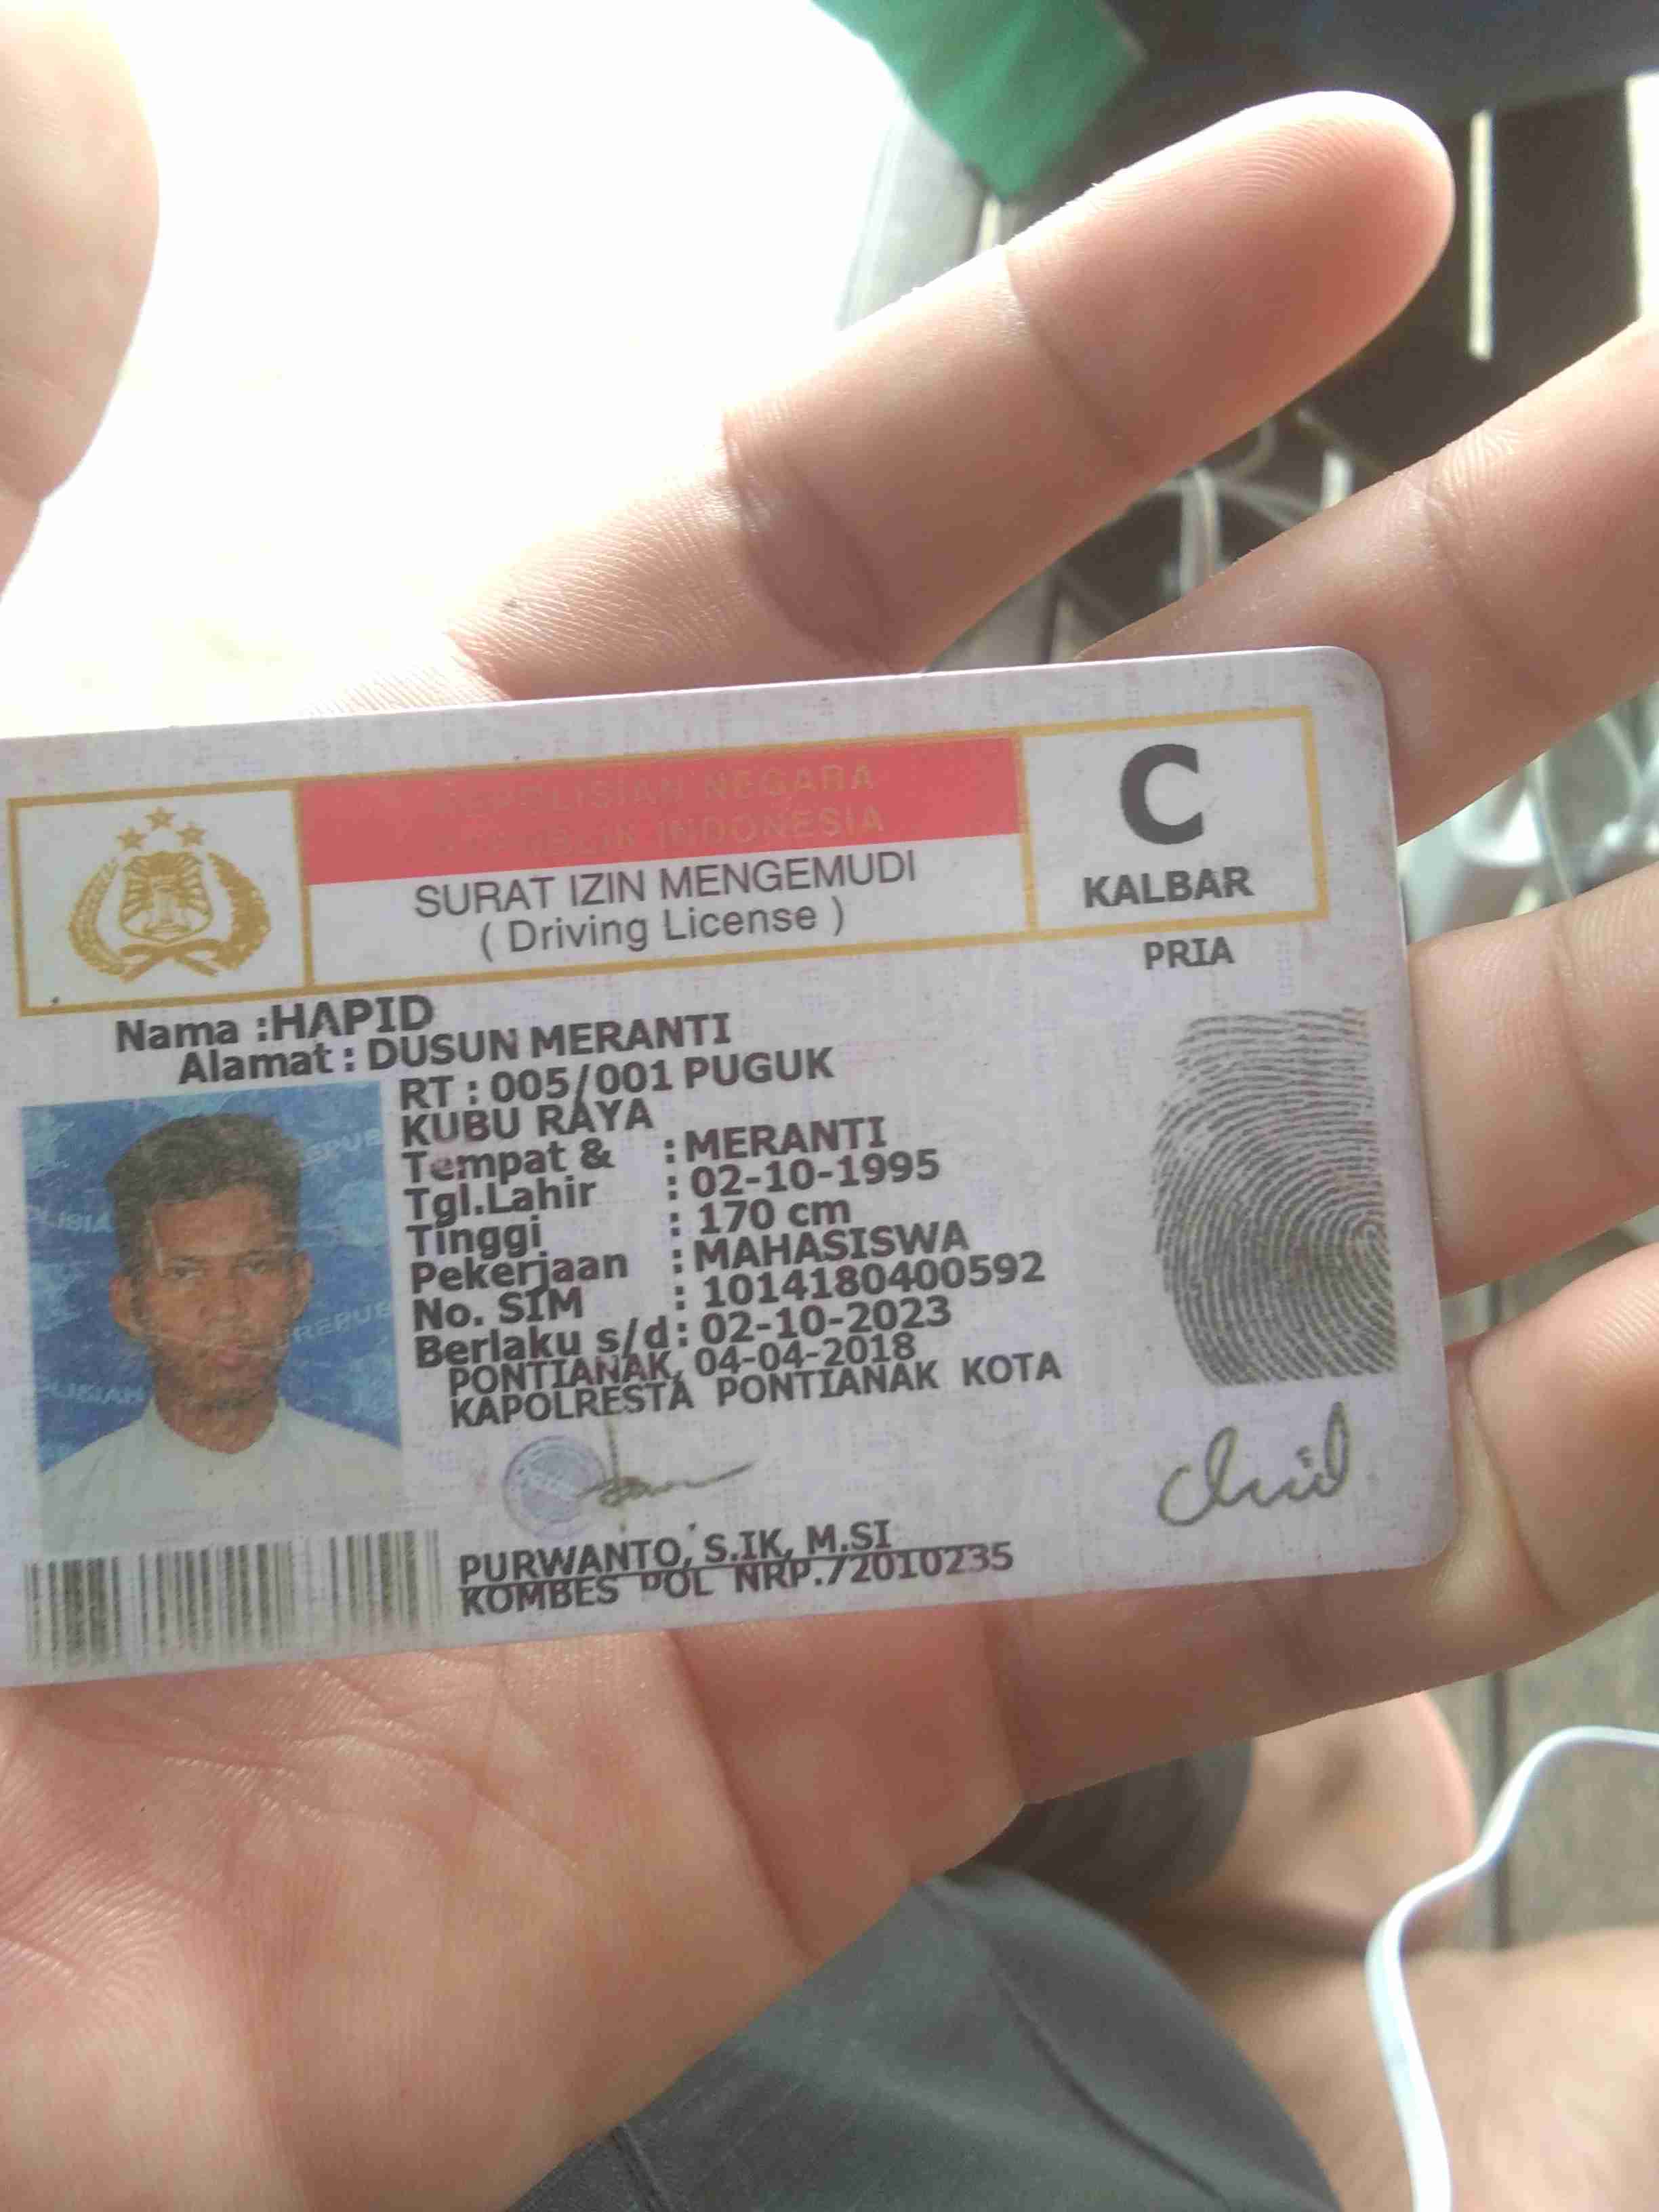 KEPOLISIAN NEGARA
REPUBLIK INDONESIA
SURAT IZIN MENGEMUDI
( Driving License )
C
KALBAR
PRIA
Nama :HAPID
Alamat : DUSUN MERANTI
RT : 005/001 PUGUK
KUBU RAYA
Tempat & : MERANTI
Tgl.Lahir : 02-10-1995
Tinggi : 170 cm
Pekerjaan : MAHASISWA
No. SIM : 1014180400592
Berlaku s/d : 02-10-2023
PONTIANAK, 04-04-2018
KAPOLRESTA PONTIANAK KOTA
PURWANTO, S.IK, M.SI
KOMBES POL NRP.72010235